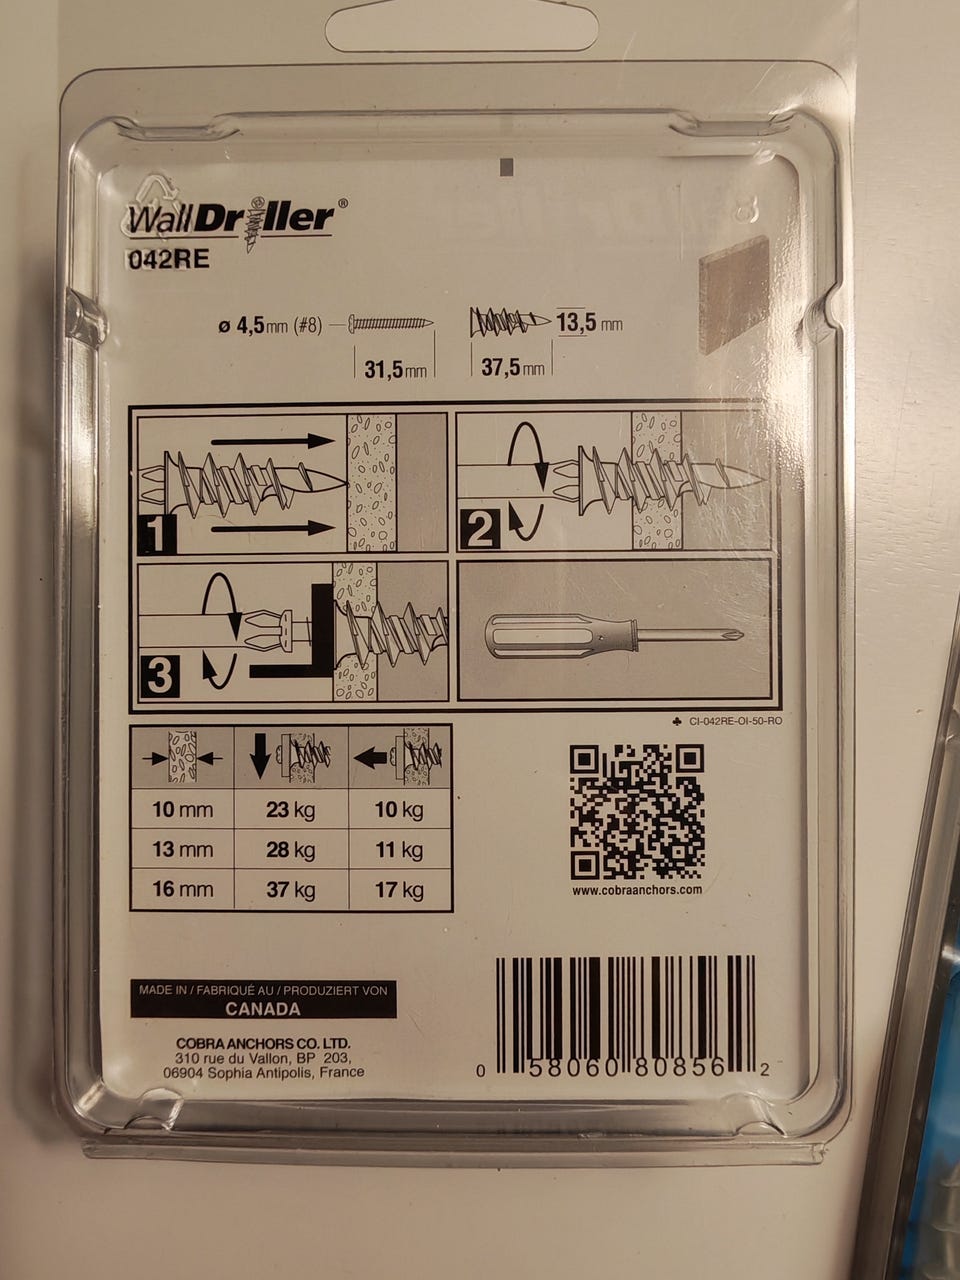 WallDriller®
042RE
ø 4,5mm (#8)
13,5 mm
31,5mm
37,5mm
1
2
3
♣ CI-042RE-OI-50-RO
10 mm 23 kg 10 kg
13 mm 28 kg 11 kg
16 mm 37 kg 17 kg
www.cobraanchors.com
MADE IN / FABRIQUÉ AU / PRODUZIERT VON
CANADA
COBRA ANCHORS CO. LTD.
310 rue du Vallon, BP 203,
06904 Sophia Antipolis, France
0 58060 80856 2